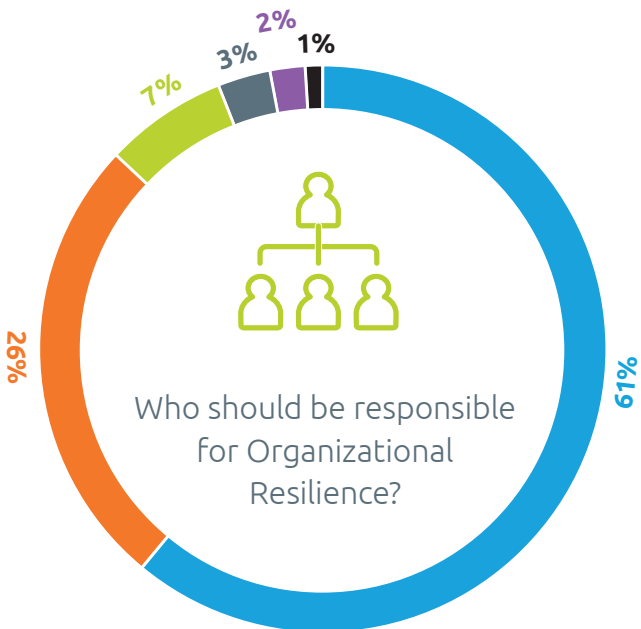 2%
1%
3%
7%
26%
61%
Who should be responsible
for Organizational
Resilience?